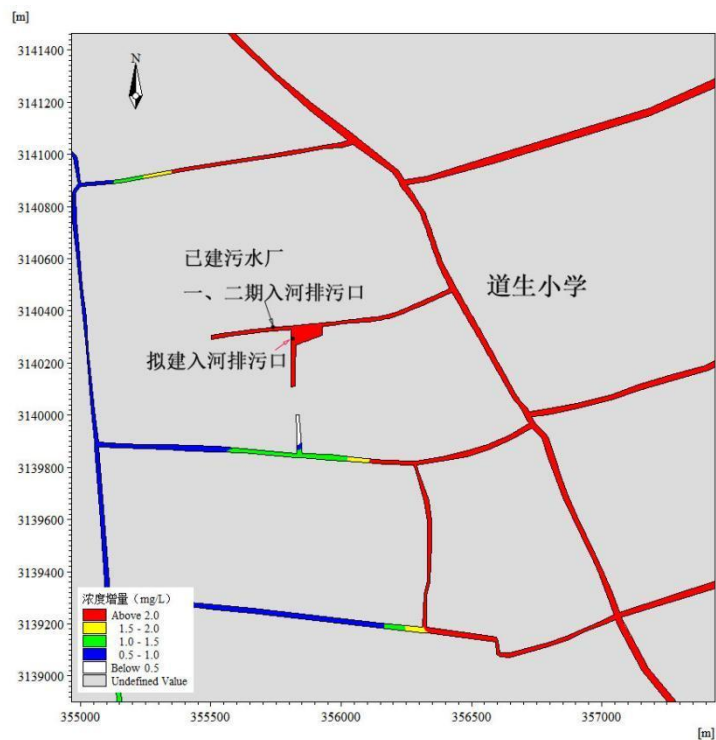 [m]
3141400
N
3141200
3141000
3140800
已建污水厂
3140600
一、二期入河排污口
道生小学
3140400
拟建入河排污口
3140200
3140000
3139800
3139600
3139400
浓度增量（mg/L）
Above 2.0
1.5 - 2.0
1.0 - 1.5
0.5 - 1.0
Below 0.5
Undefined Value
3139200
3139000
355000 355500 356000 356500 357000
[m]